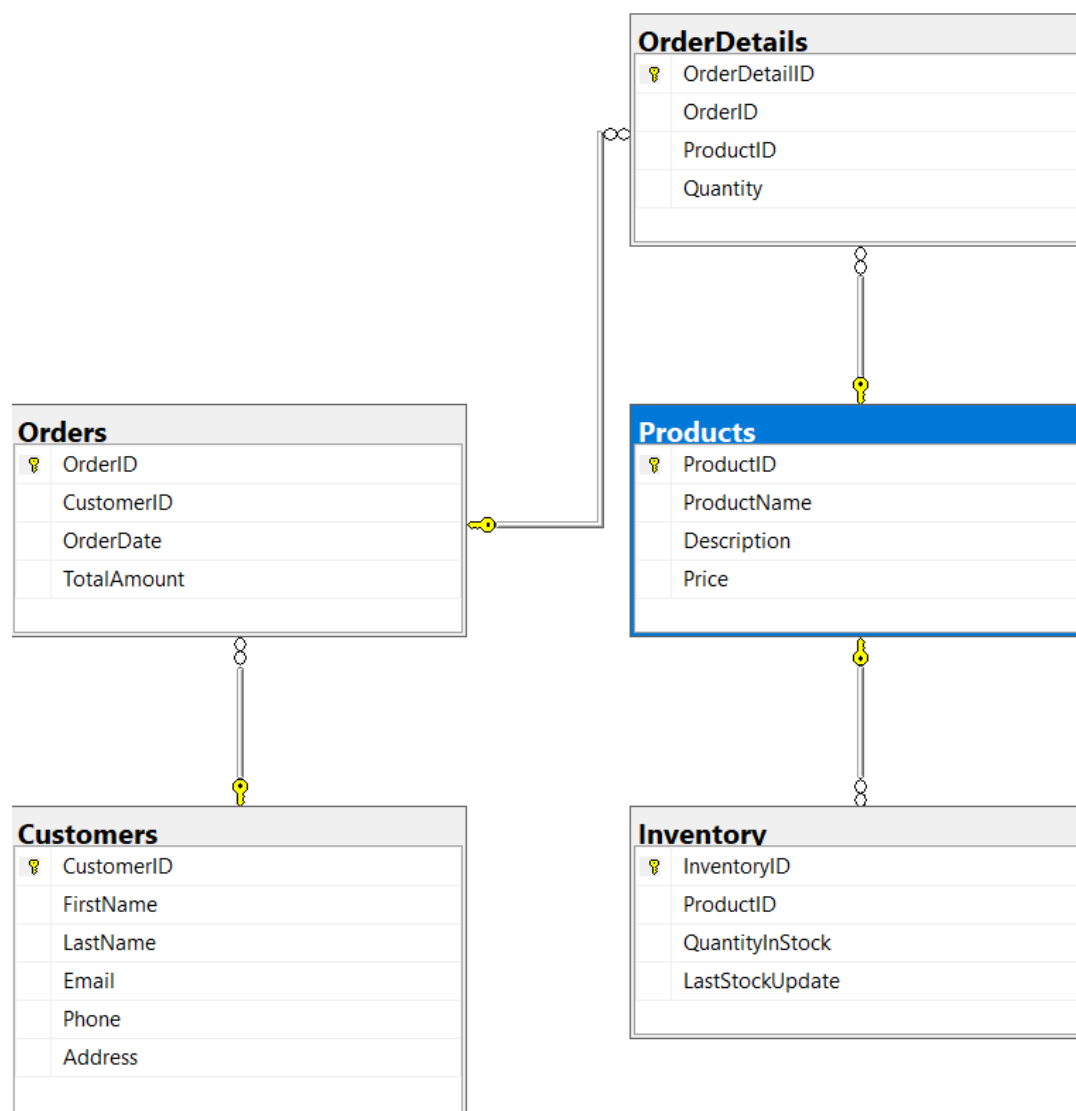 OrderDetails
OrderDetailID
OrderID
ProductID
Quantity
Orders
OrderID
CustomerID
OrderDate
TotalAmount
Products
ProductID
ProductName
Description
Price
Customers
CustomerID
FirstName
LastName
Email
Phone
Address
Inventory
InventoryID
ProductID
QuantityInStock
LastStockUpdate